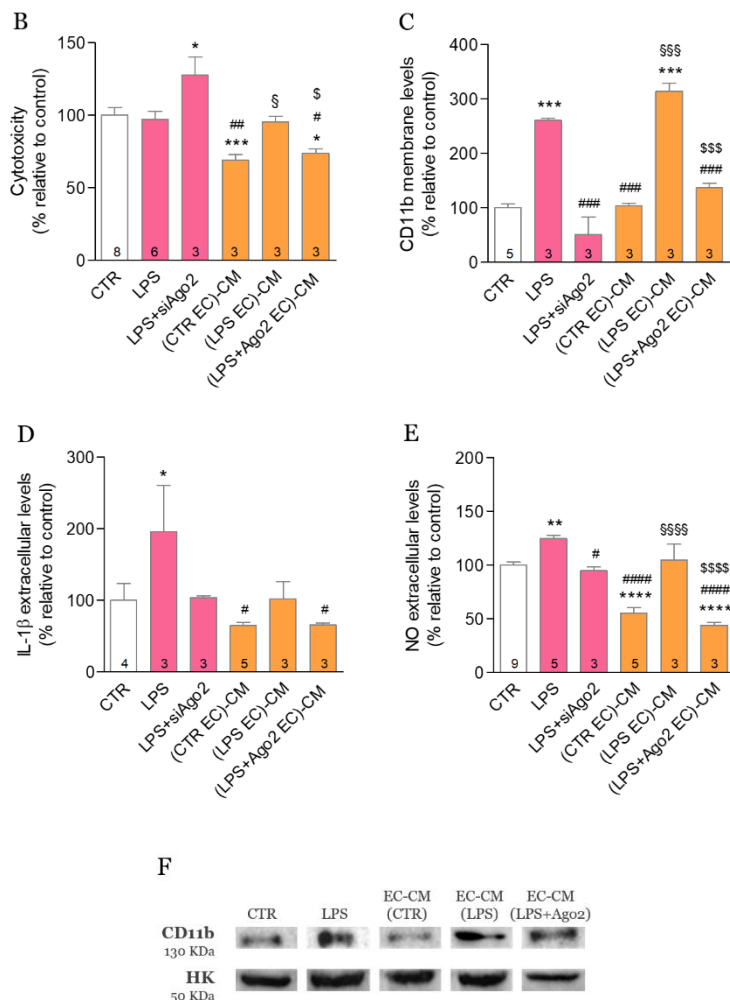 B
Cytotoxicity
(% relative to control)
150
100
50
0
*
##
***
§
$
#
*
8
6
3
3
3
3
CTR
LPS
LPS+siAgo2
(CTR EC)-CM
(LPS EC)-CM
(LPS+Ago2 EC)-CM
C
CD11b membrane levels
(% relative to control)
400
300
200
100
0
***
###
###
§§§
***
$$$
###
5
3
3
3
3
3
CTR
LPS
LPS+siAgo2
(CTR EC)-CM
(LPS EC)-CM
(LPS+Ago2 EC)-CM
D
IL-1β extracellular levels
(% relative to control)
300
200
100
0
*
#
#
4
3
3
5
3
3
CTR
LPS
LPS+siAgo2
(CTR EC)-CM
(LPS EC)-CM
(LPS+Ago2 EC)-CM
E
NO extracellular levels
(% relative to control)
200
150
100
50
0
**
#
####
****
§§§§
$$$$
####
****
9
5
3
5
3
3
CTR
LPS
LPS+siAgo2
(CTR EC)-CM
(LPS EC)-CM
(LPS+Ago2 EC)-CM
F
CTR
LPS
EC-CM
(CTR)
EC-CM
(LPS)
EC-CM
(LPS+Ago2)
CD11b
130 KDa
HK
50 KDa